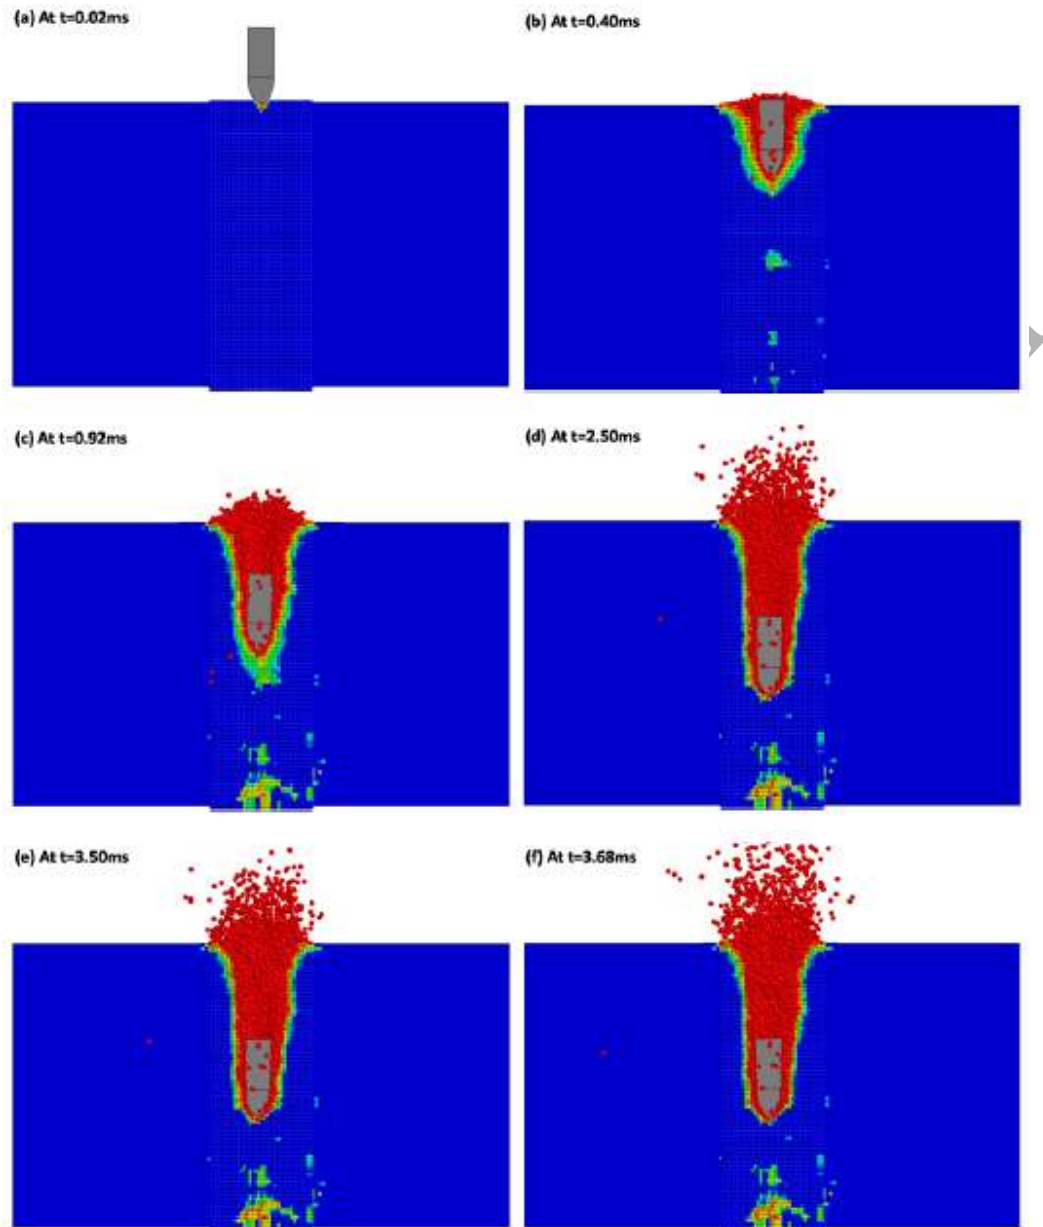 (a) At t=0.02ms
(b) At t=0.40ms
(c) At t=0.92ms
(d) At t=2.50ms
(e) At t=3.50ms
(f) At t=3.68ms